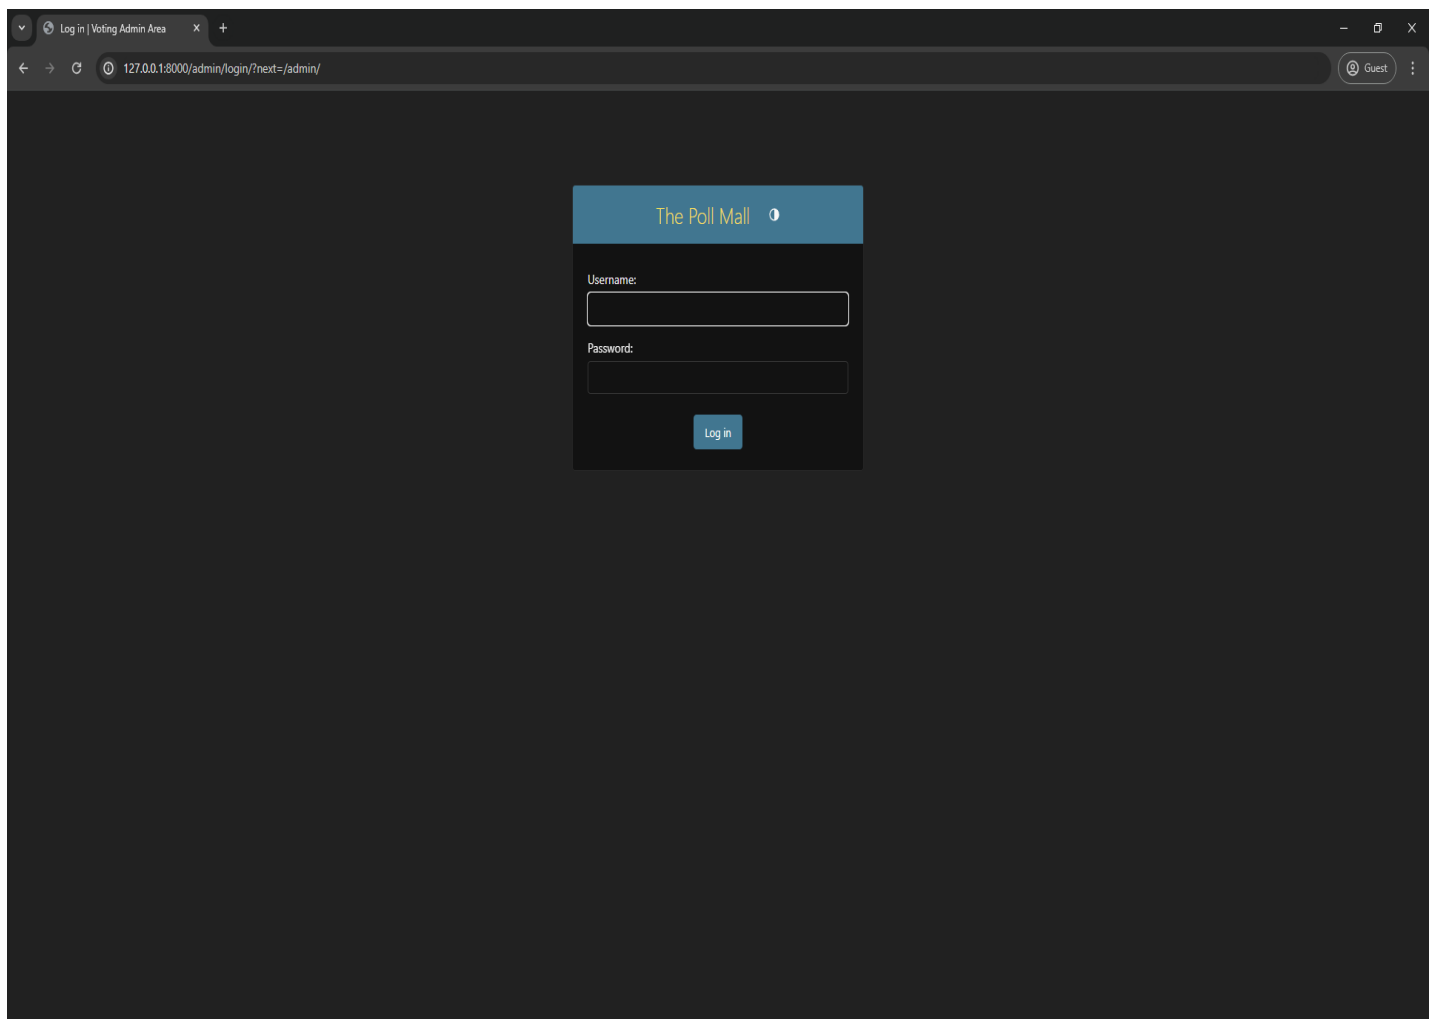 Log in | Voting Admin Area
127.0.0.1:8000/admin/login/?next=/admin/
Guest
The Poll Mall
Username:
Password:
Log in